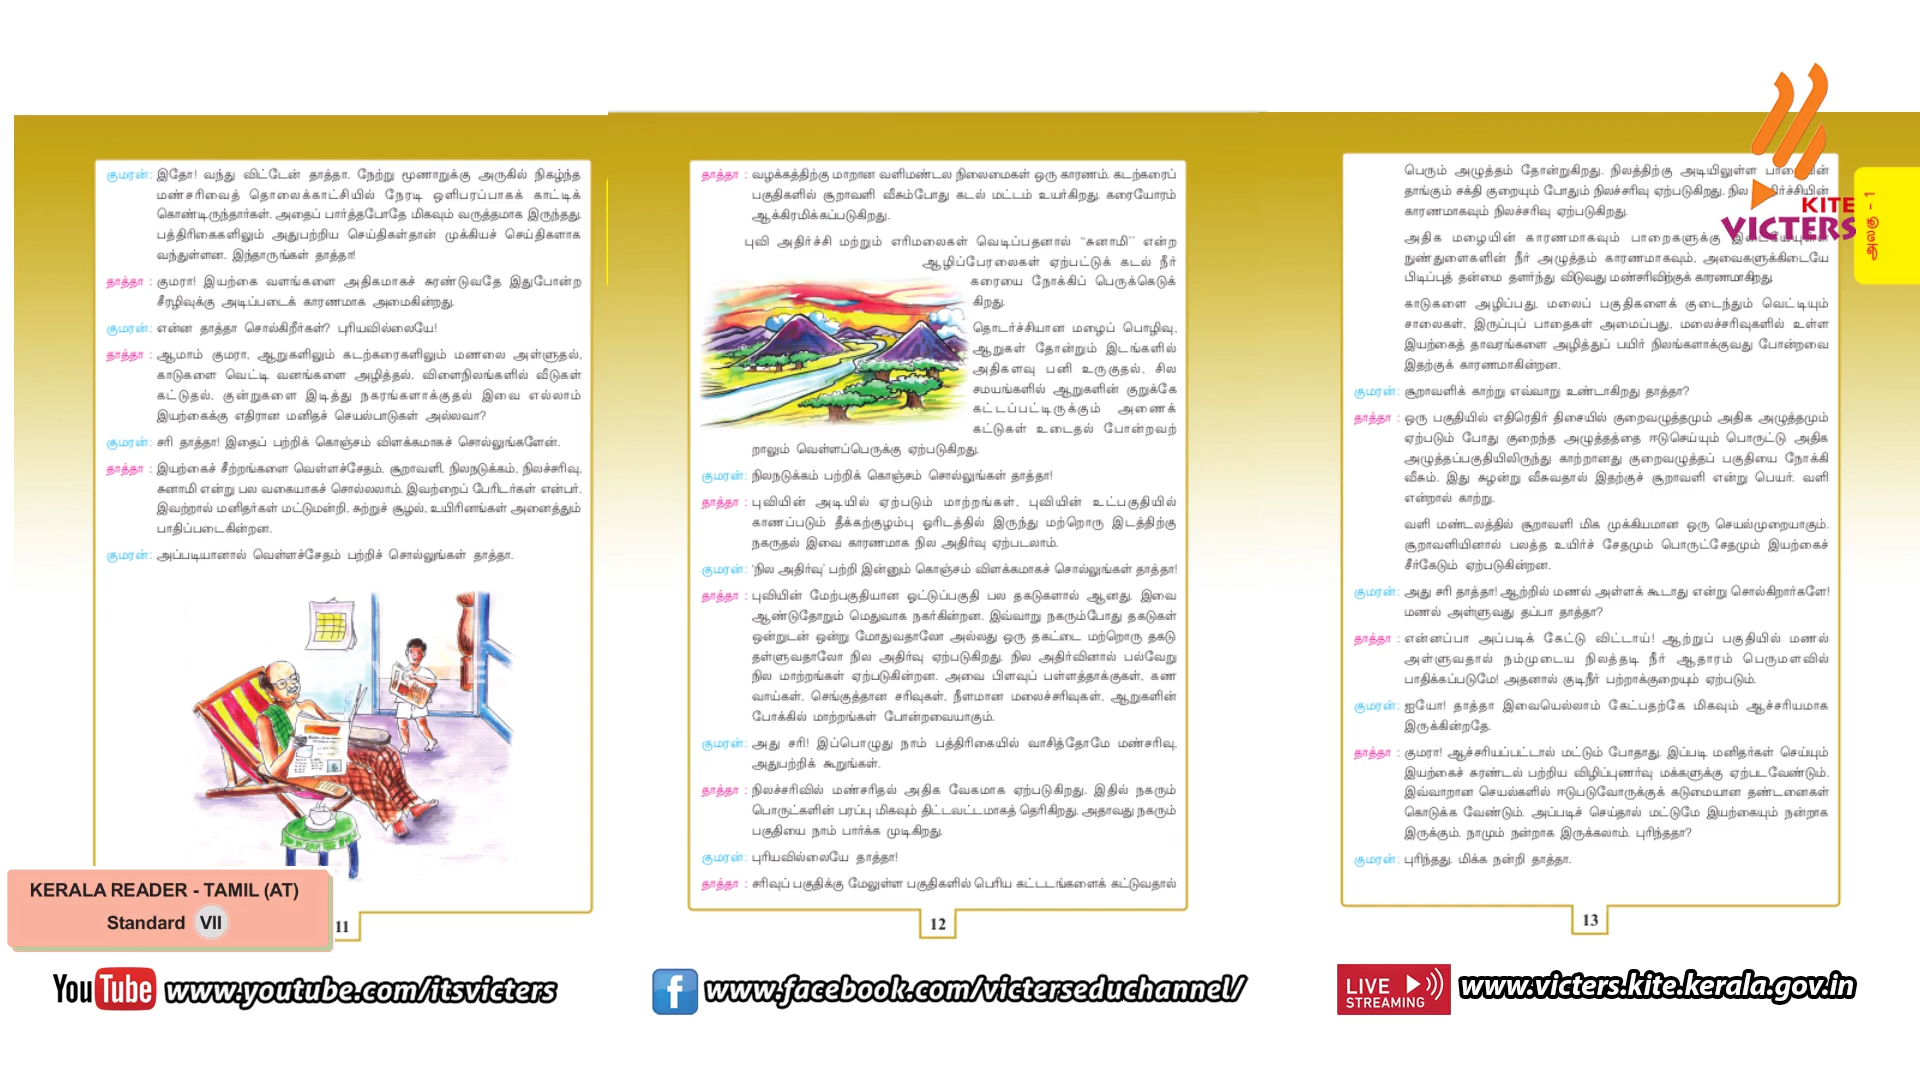 குமரன்: இதோ! வந்து விட்டேன் தாத்தா. நேற்று மூணாறுக்கு அருகில் நிகழ்ந்த
மண்சரிவைத் தொலைக்காட்சியில் நேரடி ஒளிபரப்பாகக் காட்டிக்
கொண்டிருந்தார்கள். அதைப் பார்த்தபோதே மிகவும் வருத்தமாக இருந்தது.
பத்திரிகைகளிலும் அதுபற்றிய செய்திகள்தான் முக்கியச் செய்திகளாக
வந்துள்ளன. இந்தாருங்கள் தாத்தா!
தாத்தா : குமரா! இயற்கை வளங்களை அதிகமாகச் சுரண்டுவதே இதுபோன்ற
சீரழிவுக்கு அடிப்படைக் காரணமாக அமைகின்றது.
குமரன்: என்ன தாத்தா சொல்கிறீர்கள்? புரியவில்லையே!
தாத்தா : ஆமாம் குமரா, ஆறுகளிலும் கடற்கரைகளிலும் மணலை அள்ளுதல்,
காடுகளை வெட்டி வனங்களை அழித்தல், விளைநிலங்களில் வீடுகள்
கட்டுதல், குன்றுகளை இடித்து நகரங்களாக்குதல் இவை எல்லாம்
இயற்கைக்கு எதிரான மனிதச் செயல்பாடுகள் அல்லவா?
குமரன்: சரி தாத்தா! இதைப் பற்றிக் கொஞ்சம் விளக்கமாகச் சொல்லுங்களேன்.
தாத்தா : இயற்கைச் சீற்றங்களை வெள்ளச்சேதம், சூறாவளி, நிலநடுக்கம், நிலச்சரிவு,
சுனாமி என்று பல வகையாகச் சொல்லலாம். இவற்றைப் பேரிடர்கள் என்பர்.
இவற்றால் மனிதர்கள் மட்டுமன்றி, சுற்றுச் சூழல், உயிரினங்கள் அனைத்தும்
பாதிப்படைகின்றன.
குமரன்: அப்படியானால் வெள்ளச்சேதம் பற்றிச் சொல்லுங்கள் தாத்தா.
KERALA READER - TAMIL (AT)
Standard VII
11
தாத்தா : வழக்கத்திற்கு மாறான வளிமண்டல நிலைமைகள் ஒரு காரணம். கடற்கரைப்
பகுதிகளில் சூறாவளி வீசும்போது கடல் மட்டம் உயர்கிறது. கரையோரம்
ஆக்கிரமிக்கப்படுகிறது.
புவி அதிர்ச்சி மற்றும் எரிமலைகள் வெடிப்பதனால் “சுனாமி” என்ற
ஆழிப்பேரலைகள் ஏற்பட்டுக் கடல் நீர்
கரையை நோக்கிப் பெருக்கெடுக்
கிறது.
தொடர்ச்சியான மழைப் பொழிவு,
ஆறுகள் தோன்றும் இடங்களில்
அதிகளவு பனி உருகுதல், சில
சமயங்களில் ஆறுகளின் குறுக்கே
கட்டப்பட்டிருக்கும் அணைக்
கட்டுகள் உடைதல் போன்றவற்
றாலும் வெள்ளப்பெருக்கு ஏற்படுகிறது.
குமரன்: நிலநடுக்கம் பற்றிக் கொஞ்சம் சொல்லுங்கள் தாத்தா!
தாத்தா : புவியின் அடியில் ஏற்படும் மாற்றங்கள், புவியின் உட்பகுதியில்
காணப்படும் தீக்கற்குழம்பு ஓரிடத்தில் இருந்து மற்றொரு இடத்திற்கு
நகருதல் இவை காரணமாக நில அதிர்வு ஏற்படலாம்.
குமரன்: 'நில அதிர்வு' பற்றி இன்னும் கொஞ்சம் விளக்கமாகச் சொல்லுங்கள் தாத்தா!
தாத்தா : புவியின் மேற்பகுதியான ஓட்டுப்பகுதி பல தகடுகளால் ஆனது. இவை
ஆண்டுதோறும் மெதுவாக நகர்கின்றன. இவ்வாறு நகரும்போது தகடுகள்
ஒன்றுடன் ஒன்று மோதுவதாலோ அல்லது ஒரு தகட்டை மற்றொரு தகடு
தள்ளுவதாலோ நில அதிர்வு ஏற்படுகிறது. நில அதிர்வினால் பல்வேறு
நில மாற்றங்கள் ஏற்படுகின்றன. அவை பிளவுப் பள்ளத்தாக்குகள், கண
வாய்கள், செங்குத்தான சரிவுகள், நீளமான மலைச்சரிவுகள், ஆறுகளின்
போக்கில் மாற்றங்கள் போன்றவையாகும்.
குமரன்: அது சரி! இப்பொழுது நாம் பத்திரிகையில் வாசித்தோமே மண்சரிவு,
அதுபற்றிக் கூறுங்கள்.
தாத்தா : நிலச்சரிவில் மண்சரிதல் அதிக வேகமாக ஏற்படுகிறது. இதில் நகரும்
பொருட்களின் பரப்பு மிகவும் திட்டவட்டமாகத் தெரிகிறது. அதாவது நகரும்
பகுதியை நாம் பார்க்க முடிகிறது.
குமரன்: புரியவில்லையே தாத்தா!
தாத்தா : சரிவுப் பகுதிக்கு மேலுள்ள பகுதிகளில் பெரிய கட்டடங்களைக் கட்டுவதால்
12
பெரும் அழுத்தம் தோன்றுகிறது. நிலத்திற்கு அடியிலுள்ள
தாங்கும் சக்தி குறையும் போதும் நிலச்சரிவு ஏற்படுகிறது. நில
காரணமாகவும் நிலச்சரிவு ஏற்படுகிறது.
அதிக மழையின் காரணமாகவும் பாறைகளுக்கு
நுண்துளைகளின் நீர் அழுத்தம் காரணமாகவும், அவைகளுக்கிடையே
பிடிப்புத் தன்மை தளர்ந்து விடுவது மண்சரிவிற்குக் காரணமாகிறது.
காடுகளை அழிப்பது, மலைப் பகுதிகளைக் குடைந்தும் வெட்டியும்
சாலைகள், இருப்புப் பாதைகள் அமைப்பது, மலைச்சரிவுகளில் உள்ள
இயற்கைத் தாவரங்களை அழித்துப் பயிர் நிலங்களாக்குவது போன்றவை
இதற்குக் காரணமாகின்றன.
குமரன்: சூறாவளிக் காற்று எவ்வாறு உண்டாகிறது தாத்தா?
தாத்தா : ஒரு பகுதியில் எதிரெதிர் திசையில் குறைவழுத்தமும் அதிக அழுத்தமும்
ஏற்படும் போது குறைந்த அழுத்தத்தை ஈடுசெய்யும் பொருட்டு அதிக
அழுத்தப்பகுதியிலிருந்து காற்றானது குறைவழுத்தப் பகுதியை நோக்கி
வீசும். இது சுழன்று வீசுவதால் இதற்குச் சூறாவளி என்று பெயர். வளி
என்றால் காற்று.
வளி மண்டலத்தில் சூறாவளி மிக முக்கியமான ஒரு செயல்முறையாகும்.
சூறாவளியினால் பலத்த உயிர்ச் சேதமும் பொருட்சேதமும் இயற்கைச்
சீர்கேடும் ஏற்படுகின்றன.
குமரன்: அது சரி தாத்தா! ஆற்றில் மணல் அள்ளக் கூடாது என்று சொல்கிறார்களே!
மணல் அள்ளுவது தப்பா தாத்தா?
தாத்தா : என்னப்பா அப்படிக் கேட்டு விட்டாய்! ஆற்றுப் பகுதியில் மணல்
அள்ளுவதால் நம்முடைய நிலத்தடி நீர் ஆதாரம் பெருமளவில்
பாதிக்கப்படுமே! அதனால் குடிநீர் பற்றாக்குறையும் ஏற்படும்.
குமரன்: ஐயோ! தாத்தா இவையெல்லாம் கேட்பதற்கே மிகவும் ஆச்சரியமாக
இருக்கின்றதே.
தாத்தா : குமரா! ஆச்சரியப்பட்டால் மட்டும் போதாது. இப்படி மனிதர்கள் செய்யும்
இயற்கைச் சுரண்டல் பற்றிய விழிப்புணர்வு மக்களுக்கு ஏற்படவேண்டும்.
இவ்வாறான செயல்களில் ஈடுபடுவோருக்குக் கடுமையான தண்டனைகள்
கொடுக்க வேண்டும். அப்படிச் செய்தால் மட்டுமே இயற்கையும் நன்றாக
இருக்கும். நாமும் நன்றாக இருக்கலாம். புரிந்ததா?
குமரன்: புரிந்தது. மிக்க நன்றி தாத்தா.
13
அலகு - 1
KITE
VICTERS
You Tube www.youtube.com/itsvicters
f www.facebook.com/victerseduchannel/
LIVE
STREAMING
www.victers.kite.kerala.gov.in